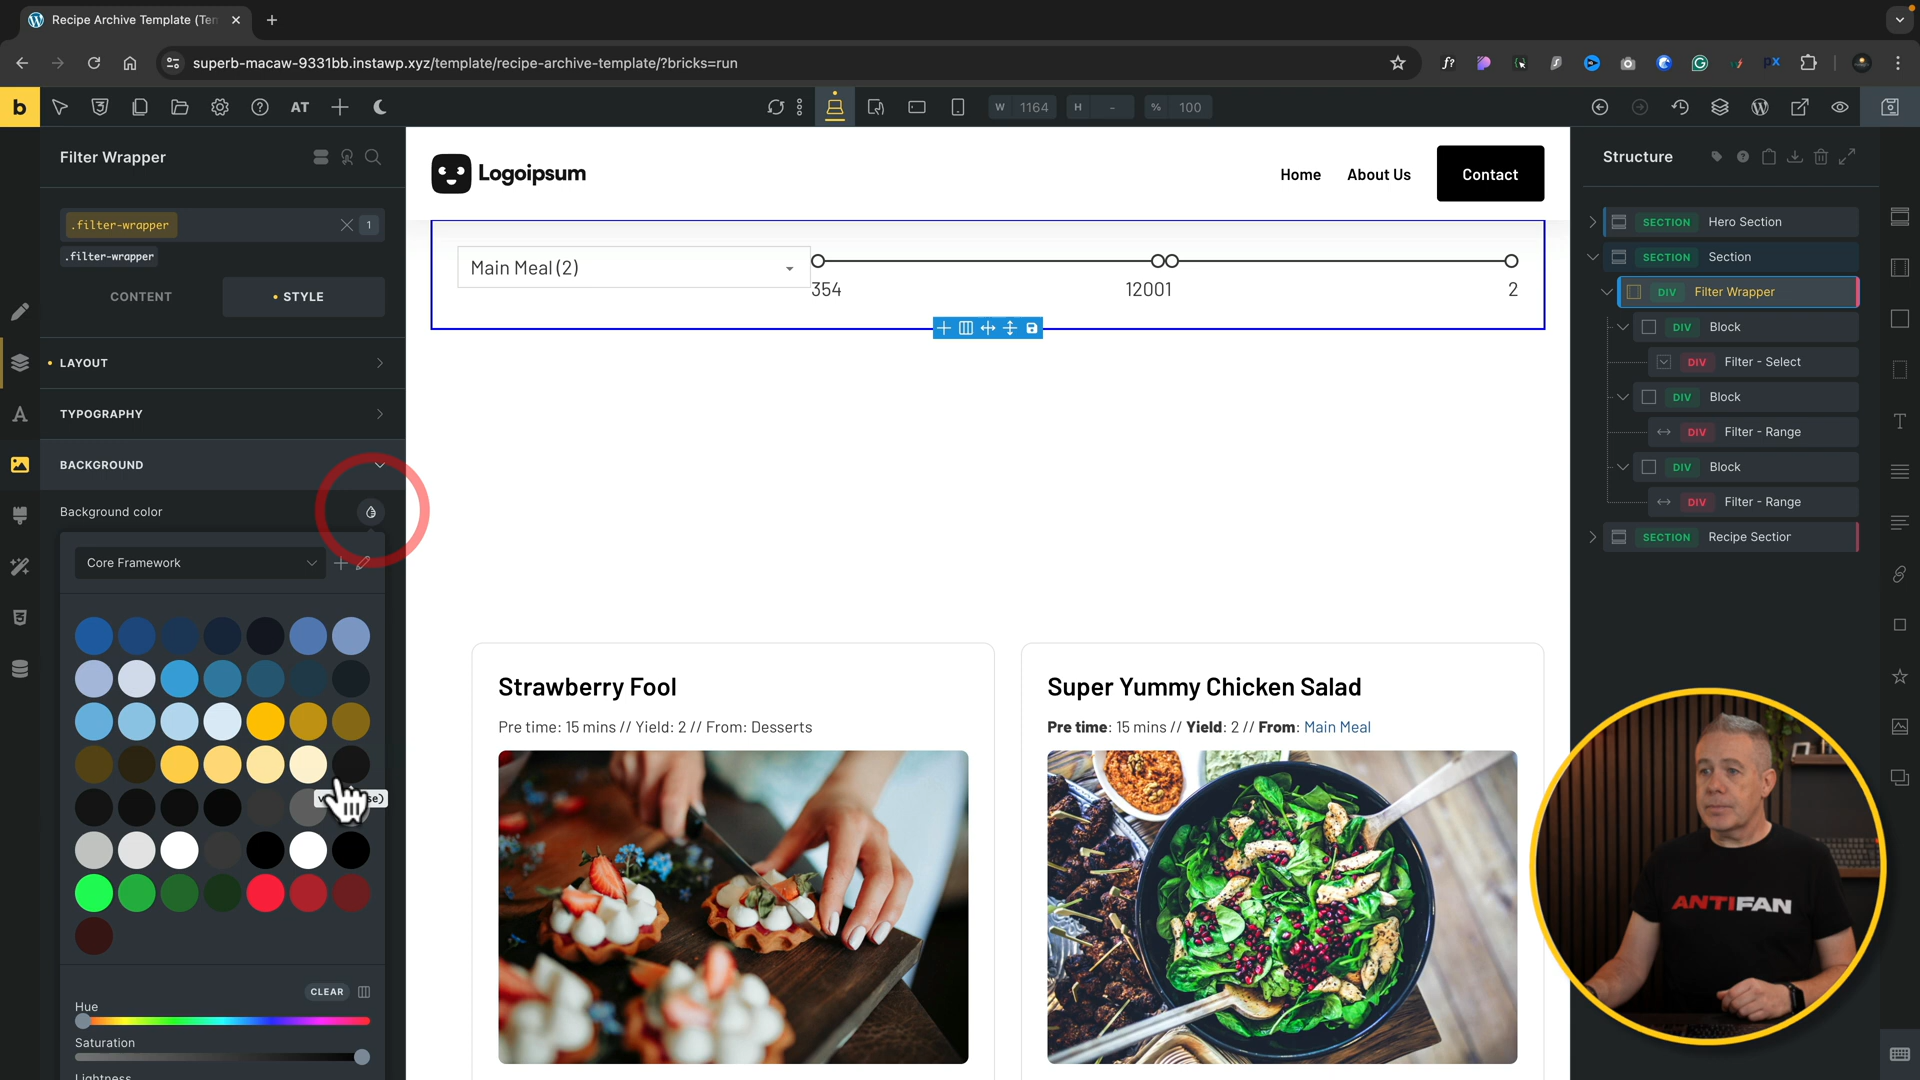 Recipe Archive Template (Ten
superb-macaw-9331bb.instawp.xyz/template/recipe-archive-template/?bricks=run
b
AT
W 1164
H -
% 100
Filter Wrapper
.filter-wrapper
1
.filter-wrapper
CONTENT
STYLE
LAYOUT
TYPOGRAPHY
BACKGROUND
Background color
Core Framework
CLEAR
Hue
Saturation
Lightness
Logoipsum
Home
About Us
Contact
Main Meal (2)
354
12001
2
Strawberry Fool
Pre time: 15 mins // Yield: 2 // From: Desserts
Super Yummy Chicken Salad
Pre time: 15 mins // Yield: 2 // From: Main Meal
Structure
SECTION Hero Section
SECTION Section
DIV Filter Wrapper
DIV Block
DIV Filter - Select
DIV Block
DIV Filter - Range
DIV Block
DIV Filter - Range
SECTION Recipe Sectior
ANTIFAN